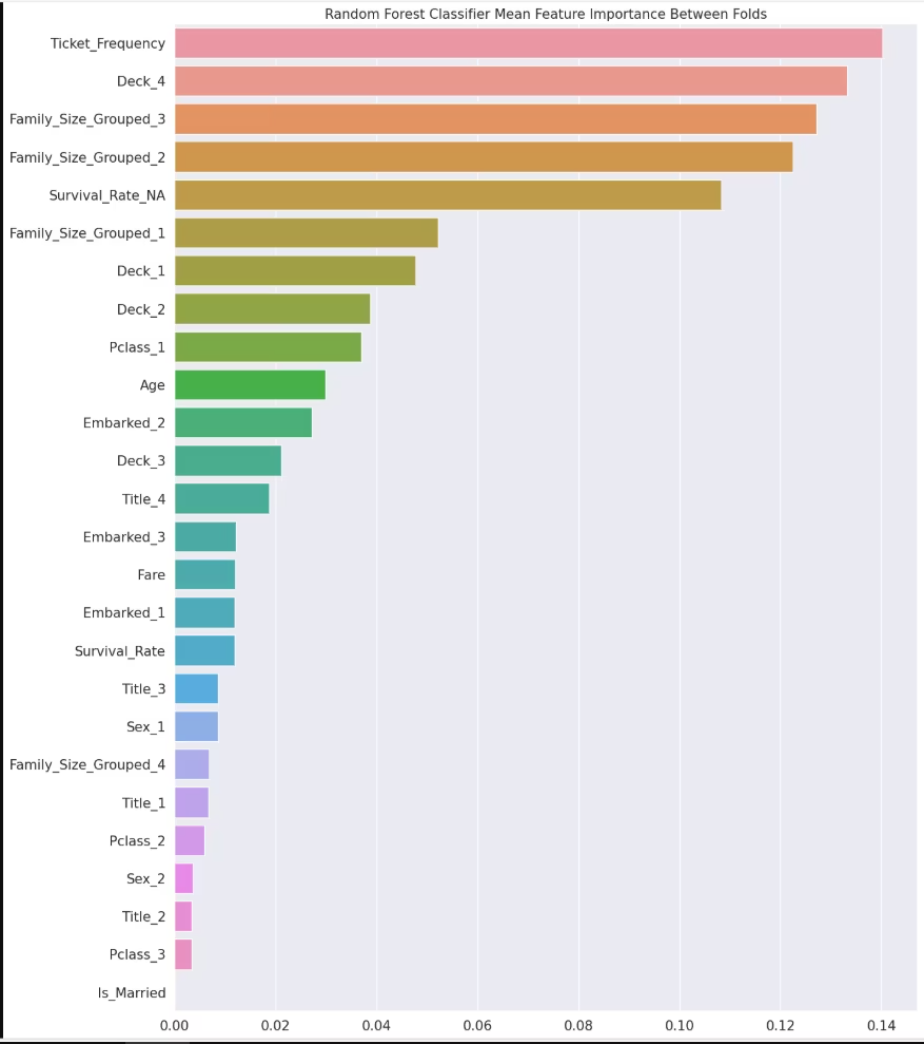 Random Forest Classifier Mean Feature Importance Between Folds
Ticket_Frequency
Deck_4
Family_Size_Grouped_3
Family_Size_Grouped_2
Survival_Rate_NA
Family_Size_Grouped_1
Deck_1
Deck_2
Pclass_1
Age
Embarked_2
Deck_3
Title_4
Embarked_3
Fare
Embarked_1
Survival_Rate
Title_3
Sex_1
Family_Size_Grouped_4
Title_1
Pclass_2
Sex_2
Title_2
Pclass_3
Is_Married
0.00 0.02 0.04 0.06 0.08 0.10 0.12 0.14